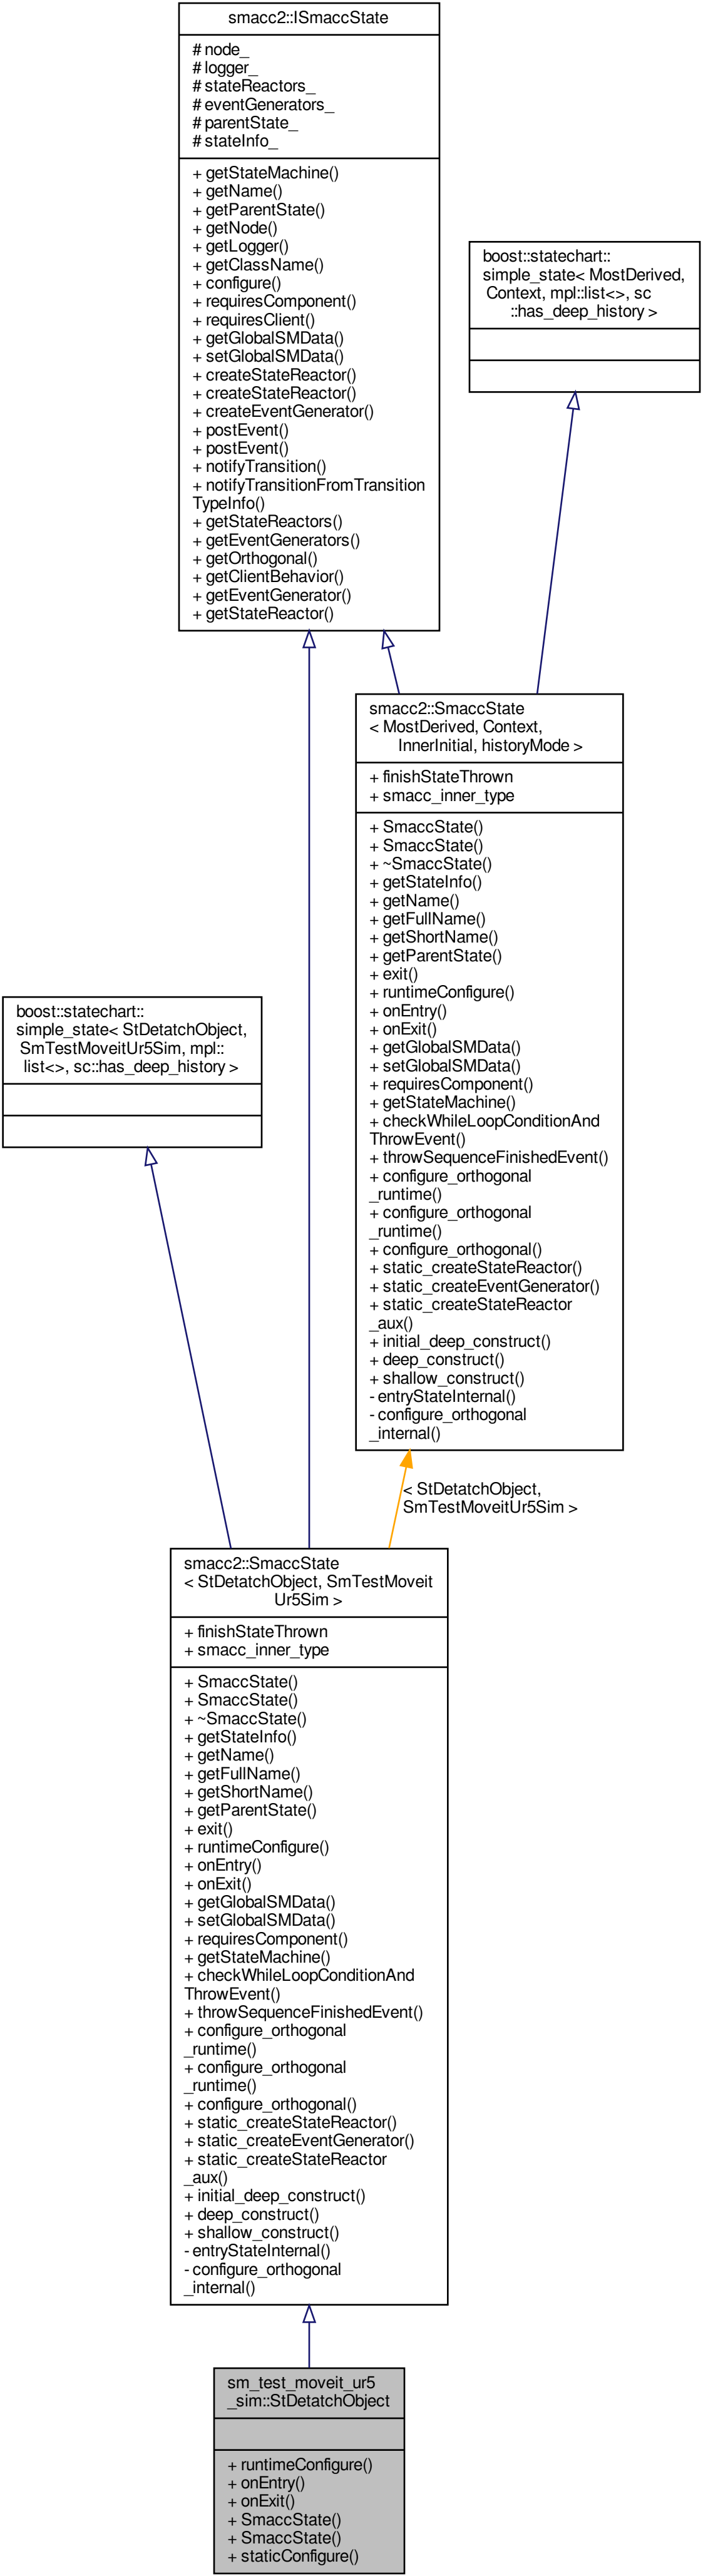 smacc2::ISmaccState
# node_
# logger_
# stateReactors_
# eventGenerators_
# parentState_
# stateInfo_
+ getStateMachine()
+ getName()
+ getParentState()
+ getNode()
+ getLogger()
+ getClassName()
+ configure()
+ requiresComponent()
+ requiresClient()
+ getGlobalSMData()
+ setGlobalSMData()
+ createStateReactor()
+ createStateReactor()
+ createEventGenerator()
+ postEvent()
+ postEvent()
+ notifyTransition()
+ notifyTransitionFromTransition
TypeInfo()
+ getStateReactors()
+ getEventGenerators()
+ getOrthogonal()
+ getClientBehavior()
+ getEventGenerator()
+ getStateReactor()
boost::statechart::
simple_state< MostDerived,
Context, mpl::list<>, sc
::has_deep_history >
smacc2::SmaccState
< MostDerived, Context,
InnerInitial, historyMode >
+ finishStateThrown
+ smacc_inner_type
+ SmaccState()
+ SmaccState()
+ ~SmaccState()
+ getStateInfo()
+ getName()
+ getFullName()
+ getShortName()
+ getParentState()
+ exit()
+ runtimeConfigure()
+ onEntry()
+ onExit()
+ getGlobalSMData()
+ setGlobalSMData()
+ requiresComponent()
+ getStateMachine()
+ checkWhileLoopConditionAnd
ThrowEvent()
+ throwSequenceFinishedEvent()
+ configure_orthogonal
_runtime()
+ configure_orthogonal
_runtime()
+ configure_orthogonal()
+ static_createStateReactor()
+ static_createEventGenerator()
+ static_createStateReactor
_aux()
+ initial_deep_construct()
+ deep_construct()
+ shallow_construct()
- entryStateInternal()
- configure_orthogonal
_internal()
boost::statechart::
simple_state< StDetatchObject,
SmTestMoveitUr5Sim, mpl::
list<>, sc::has_deep_history >
< StDetatchObject,
SmTestMoveitUr5Sim >
smacc2::SmaccState
< StDetatchObject, SmTestMoveit
Ur5Sim >
+ finishStateThrown
+ smacc_inner_type
+ SmaccState()
+ SmaccState()
+ ~SmaccState()
+ getStateInfo()
+ getName()
+ getFullName()
+ getShortName()
+ getParentState()
+ exit()
+ runtimeConfigure()
+ onEntry()
+ onExit()
+ getGlobalSMData()
+ setGlobalSMData()
+ requiresComponent()
+ getStateMachine()
+ checkWhileLoopConditionAnd
ThrowEvent()
+ throwSequenceFinishedEvent()
+ configure_orthogonal
_runtime()
+ configure_orthogonal
_runtime()
+ configure_orthogonal()
+ static_createStateReactor()
+ static_createEventGenerator()
+ static_createStateReactor
_aux()
+ initial_deep_construct()
+ deep_construct()
+ shallow_construct()
- entryStateInternal()
- configure_orthogonal
_internal()
sm_test_moveit_ur5
_sim::StDetatchObject
+ runtimeConfigure()
+ onEntry()
+ onExit()
+ SmaccState()
+ SmaccState()
+ staticConfigure()